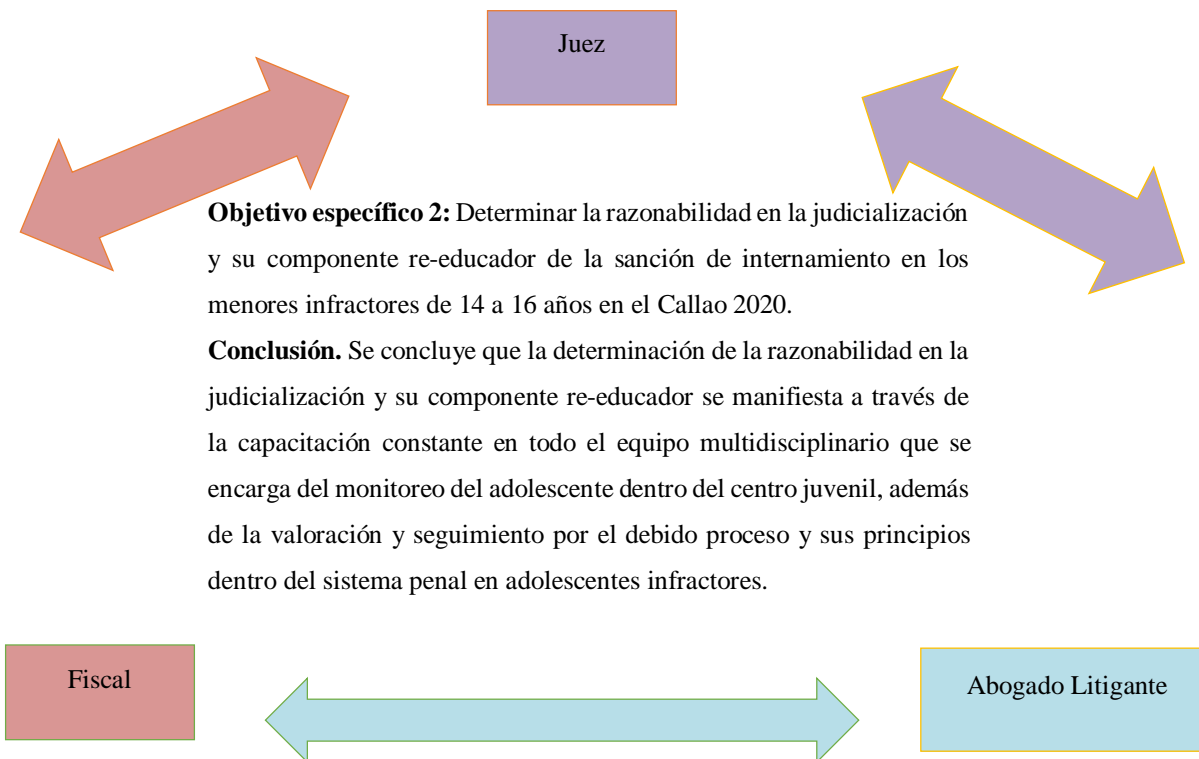 Juez
Objetivo específico 2: Determinar la razonabilidad en la judicialización
y su componente re-educador de la sanción de internamiento en los
menores infractores de 14 a 16 años en el Callao 2020.
Conclusión. Se concluye que la determinación de la razonabilidad en la
judicialización y su componente re-educador se manifiesta a través de
la capacitación constante en todo el equipo multidisciplinario que se
encarga del monitoreo del adolescente dentro del centro juvenil, además
de la valoración y seguimiento por el debido proceso y sus principios
dentro del sistema penal en adolescentes infractores.
Fiscal
Abogado Litigante